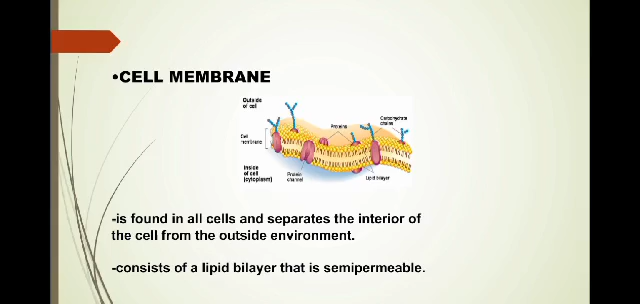 •CELL MEMBRANE
Outside
of cell
Carbohydrate
chains
Proteins
Cell
membrane
Inside
of cell
(cytoplasm)
Protein
channel
Lipid bilayer
-is found in all cells and separates the interior of
the cell from the outside environment.
-consists of a lipid bilayer that is semipermeable.